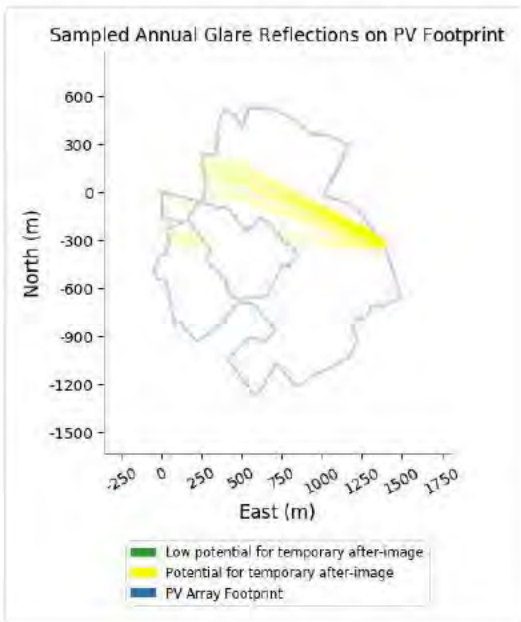 Sampled Annual Glare Reflections on PV Footprint
600
300
0
-300
-600
-900
-1200
-1500
North (m)
-250
0
250
500
750
1000
1250
1500
1750
East (m)
Low potential for temporary after-image
Potential for temporary after-image
PV Array Footprint